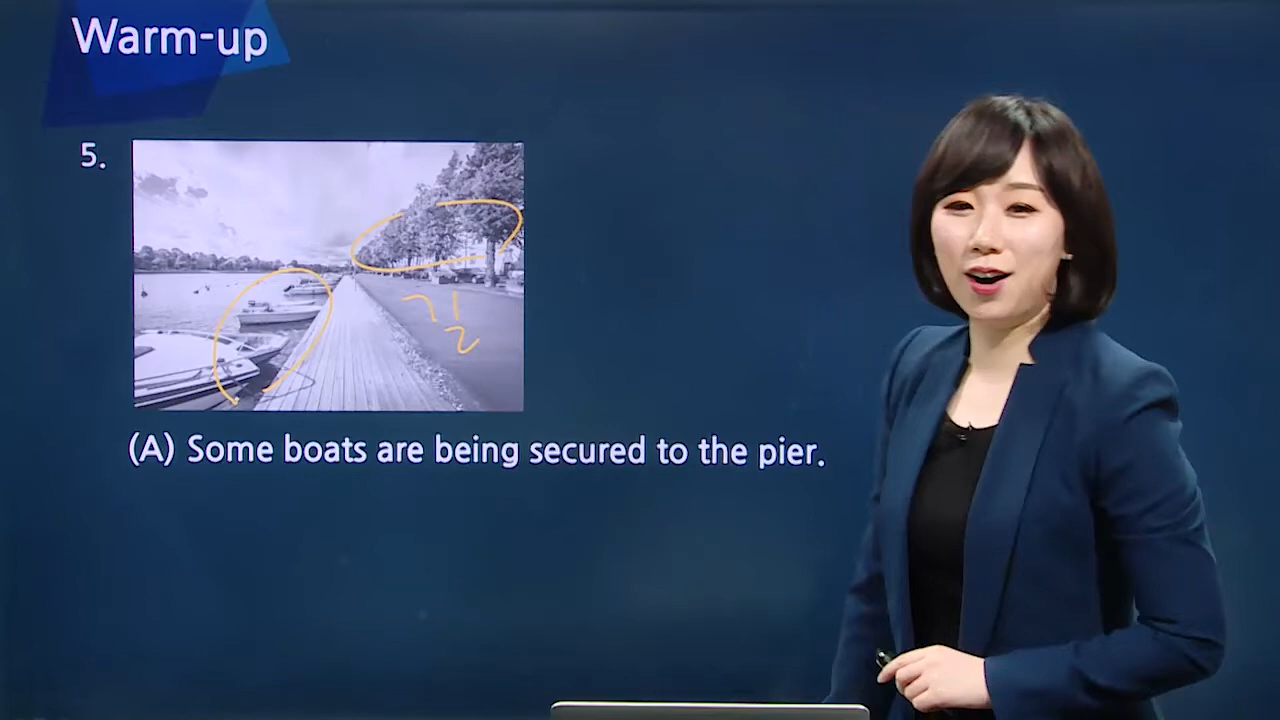 Warm-up
5.
길
(A) Some boats are being secured to the pier.